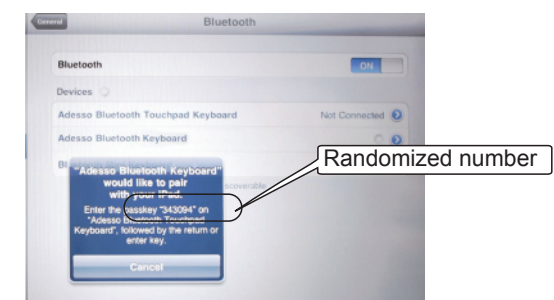 General
Bluetooth
Bluetooth
ON
Devices
Adesso Bluetooth Touchpad Keyboard Not Connected
Adesso Bluetooth Keyboard
"Adesso Bluetooth Keyboard"
would like to pair
with your iPad.
Enter the passkey "343094" on
"Adesso Bluetooth Touchpad
Keyboard", followed by the return or
enter key.
Cancel
Randomized number